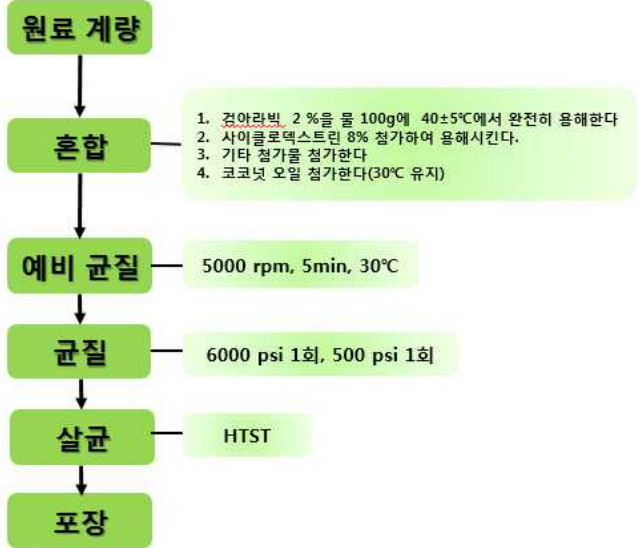 원료 계량
혼합
1. 검아라빅 2 %을 물 100g에 40±5℃에서 완전히 용해한다
2. 사이클로덱스트린 8% 첨가하여 용해시킨다.
3. 기타 첨가물 첨가한다
4. 코코넛 오일 첨가한다(30℃ 유지)
예비 균질
5000 rpm, 5min, 30℃
균질
6000 psi 1회, 500 psi 1회
살균
HTST
포장